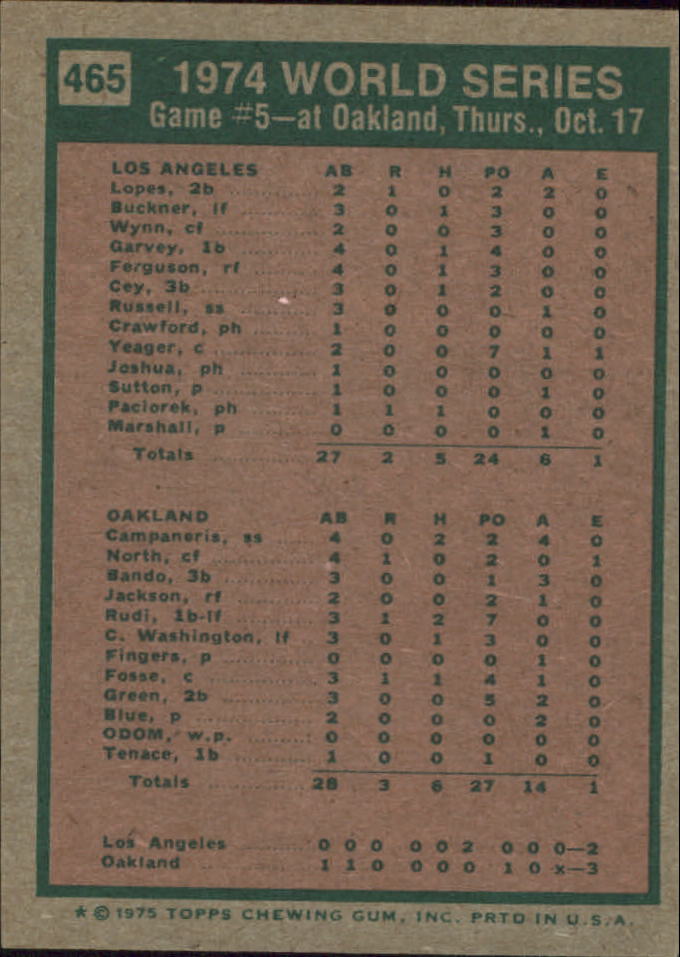 465 1974 WORLD SERIES
Game #5—at Oakland, Thurs., Oct. 17
LOS ANGELES AB R H PO A E
Lopes, 2b 2 1 0 2 2 0
Buckner, lf 3 0 1 3 0 0
Wynn, cf 2 0 0 3 0 0
Garvey, 1b 4 0 1 4 0 0
Ferguson, rf 4 0 1 3 0 0
Cey, 3b 3 0 1 2 0 0
Russell, ss 3 0 0 0 1 0
Crawford, ph 1 0 0 0 0 0
Yeager, c 2 0 0 7 1 1
Joshua, ph 1 0 0 0 0 0
Sutton, p 1 0 0 0 1 0
Paciorek, ph 1 1 1 0 0 0
Marshall, p 0 0 0 0 1 0
Totals 27 2 5 24 6 1
OAKLAND AB R H PO A E
Campaneris, ss 4 0 2 2 4 0
North, cf 4 1 0 2 0 1
Bando, 3b 3 0 0 1 3 0
Jackson, rf 2 0 0 2 1 0
Rudi, 1b-lf 3 1 2 7 0 0
C. Washington, lf 3 0 1 3 0 0
Fingers, p 0 0 0 0 1 0
Fosse, c 3 1 1 4 1 0
Green, 2b 3 0 0 5 2 0
Blue, p 2 0 0 0 2 0
ODOM, w.p. 0 0 0 0 0 0
Tenace, 1b 1 0 0 1 0 0
Totals 28 3 6 27 14 1
Los Angeles 0 0 0 0 0 2 0 0 0—2
Oakland 1 1 0 0 0 0 1 0 x—3
* © 1975 TOPPS CHEWING GUM, INC. PRTD IN U.S.A.